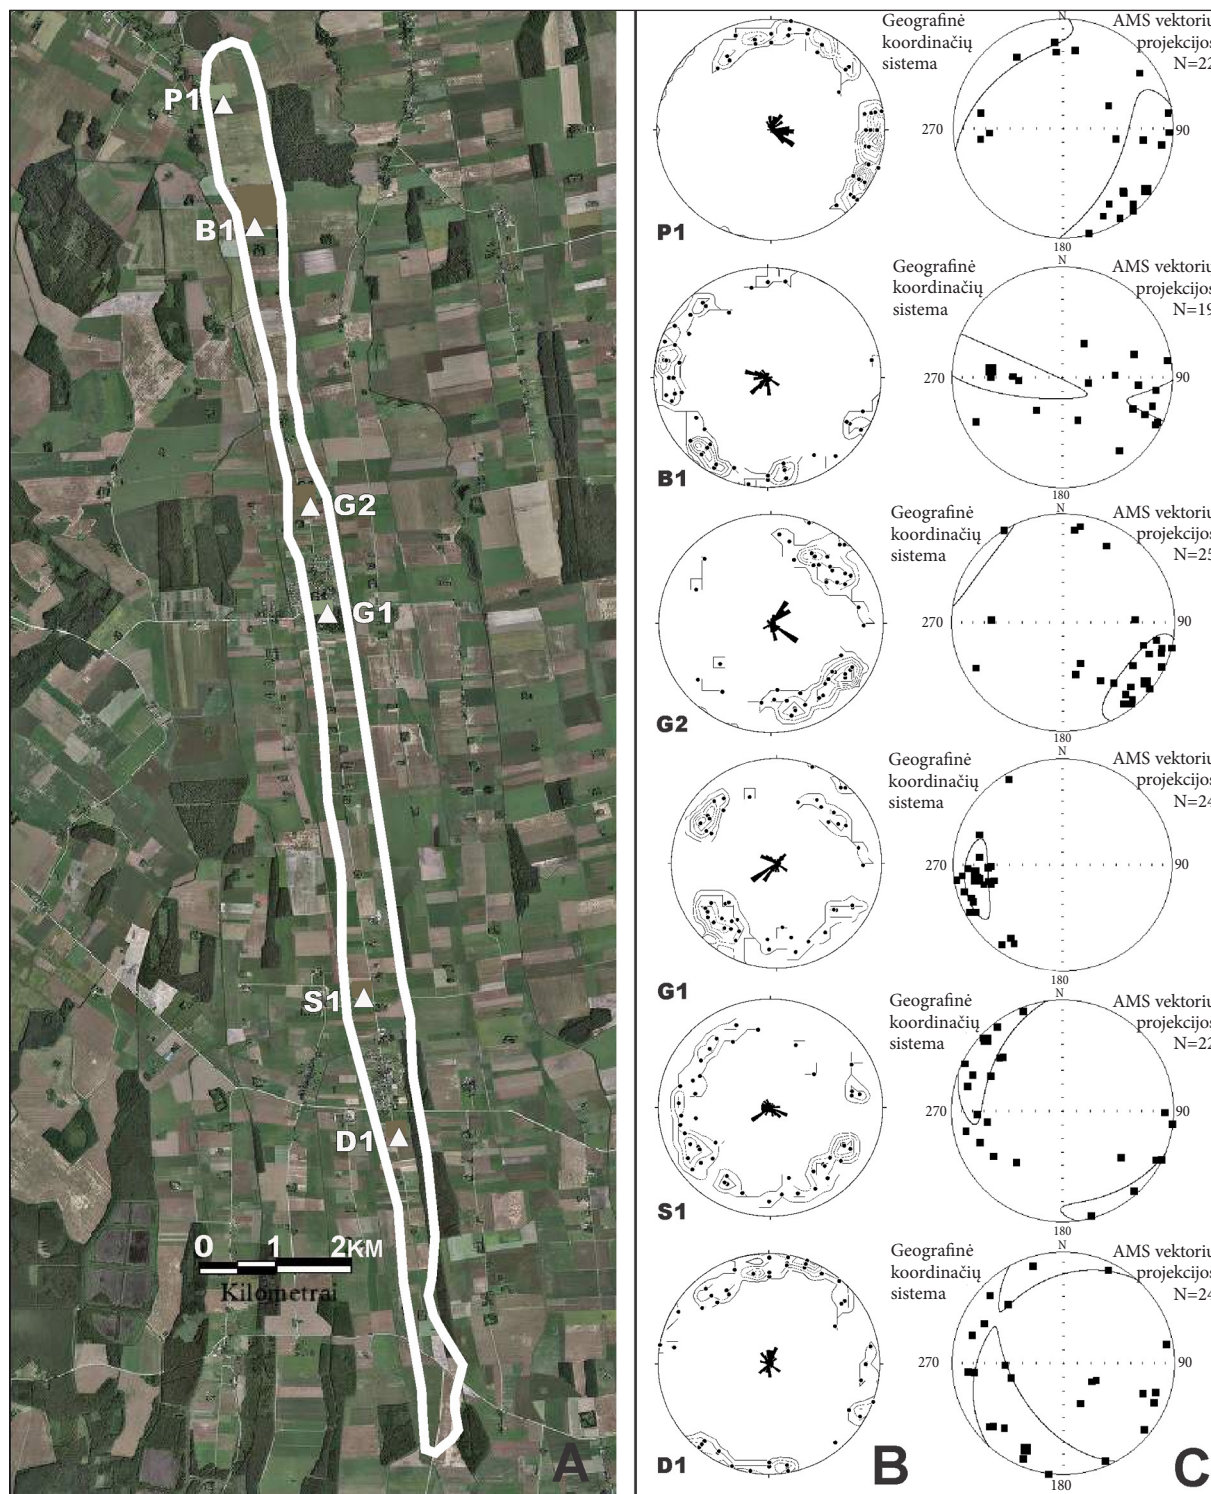 P1
B1
G2
G1
S1
D1
0 1 2KM
Kilometrai
A
Geografinė
koordinačių
sistema
P1
N
AMS vektorių
projekcijos
N=22
270
90
180
Geografinė
koordinačių
sistema
B1
N
AMS vektorių
projekcijos
N=19
270
90
180
Geografinė
koordinačių
sistema
G2
N
AMS vektorių
projekcijos
N=25
270
90
180
Geografinė
koordinačių
sistema
G1
AMS vektorių
projekcijos
N=24
270
90
180
Geografinė
koordinačių
sistema
S1
N
AMS vektorių
projekcijos
N=22
270
90
180
Geografinė
koordinačių
sistema
D1
N
AMS vektorių
projekcijos
N=24
270
90
180
B
C